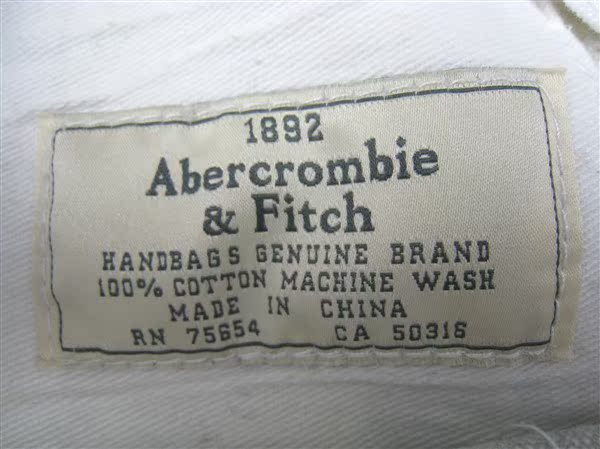 1892
Abercrombie
& Fitch
HANDBAGS GENUINE BRAND
100% COTTON MACHINE WASH
MADE IN CHINA
RN 75654 CA 50316